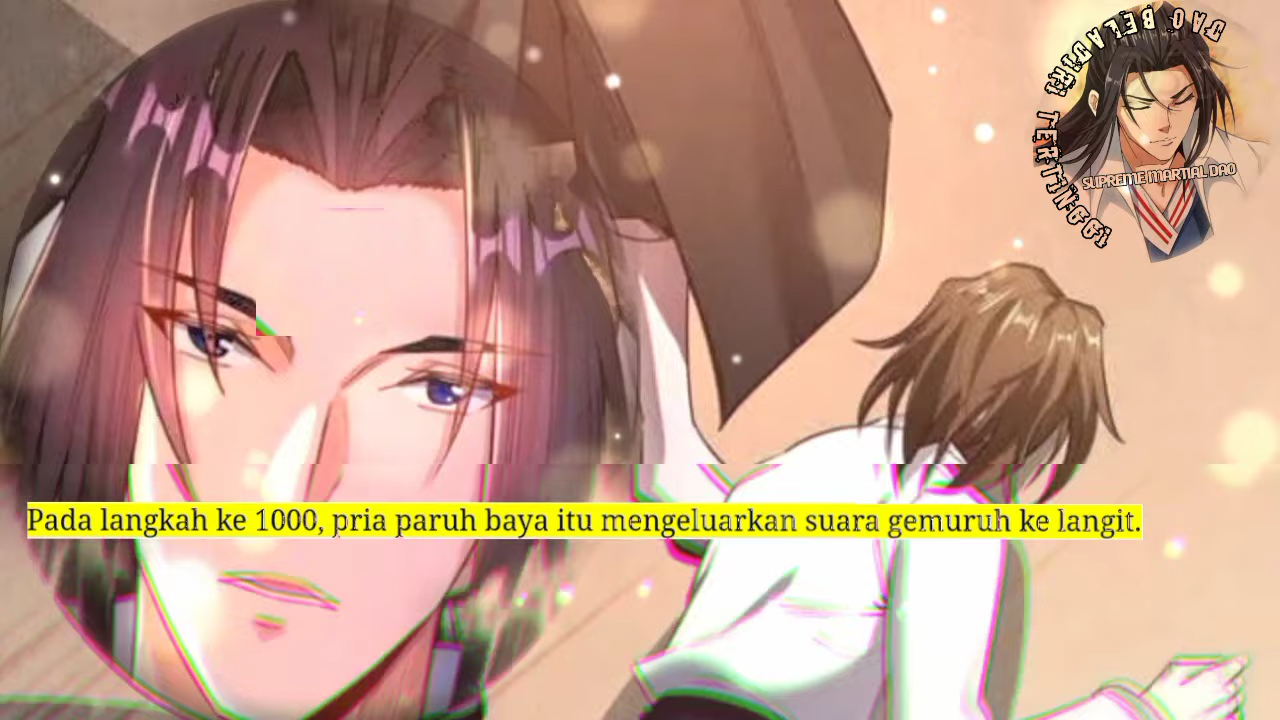 DAO BELADIRI TERTINGGI
SUPREME MARTIAL DAO
Pada langkah ke 1000, pria paruh baya itu mengeluarkan suara gemuruh ke langit.